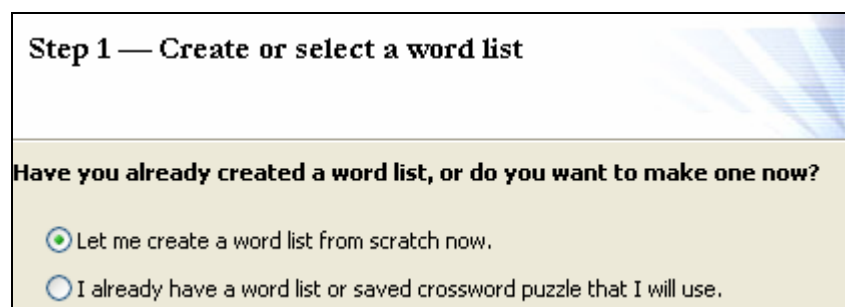 Step 1 — Create or select a word list
Have you already created a word list, or do you want to make one now?
Let me create a word list from scratch now.
I already have a word list or saved crossword puzzle that I will use.